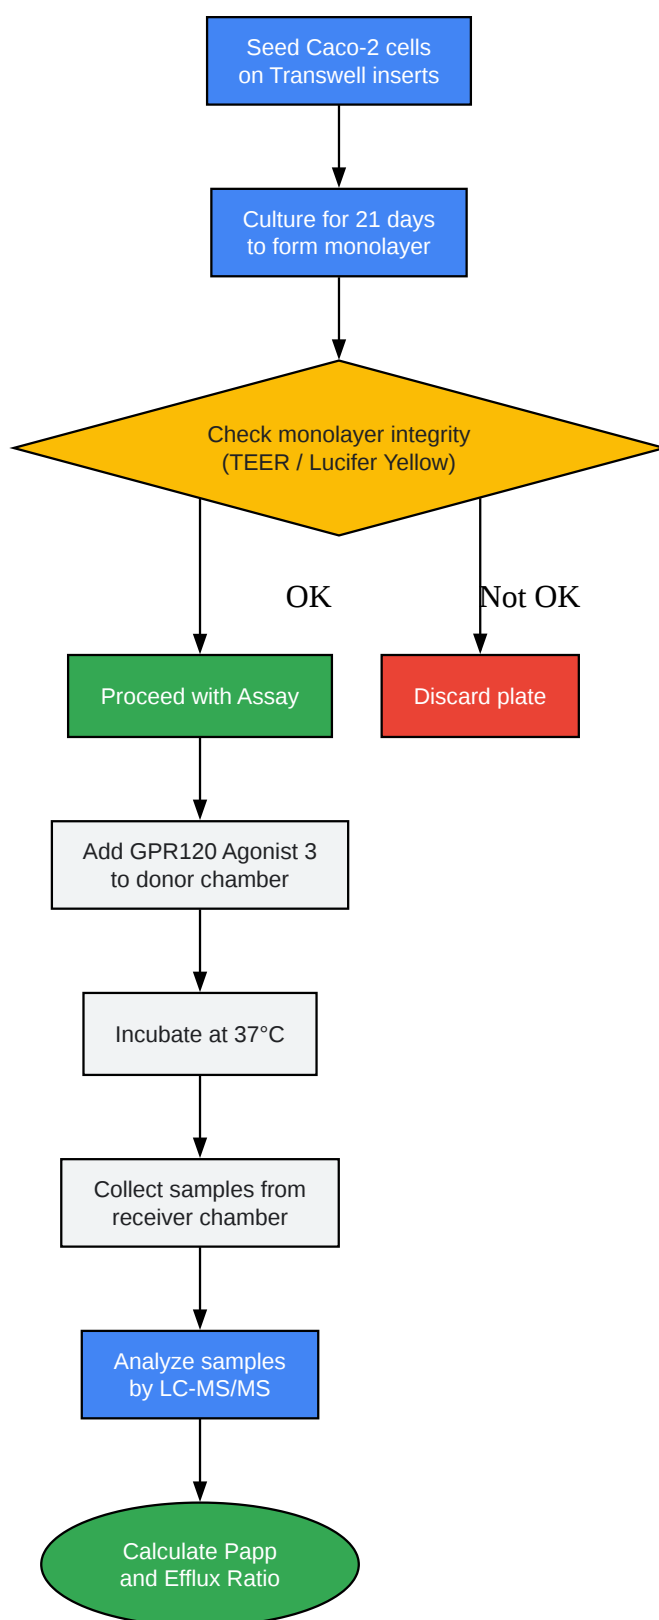 Seed Caco-2 cells
on Transwell inserts
Culture for 21 days
to form monolayer
Check monolayer integrity
(TEER / Lucifer Yellow)
OK
Not OK
Proceed with Assay
Discard plate
Add GPR120 Agonist 3
to donor chamber
Incubate at 37°C
Collect samples from
receiver chamber
Analyze samples
by LC-MS/MS
Calculate Papp
and Efflux Ratio